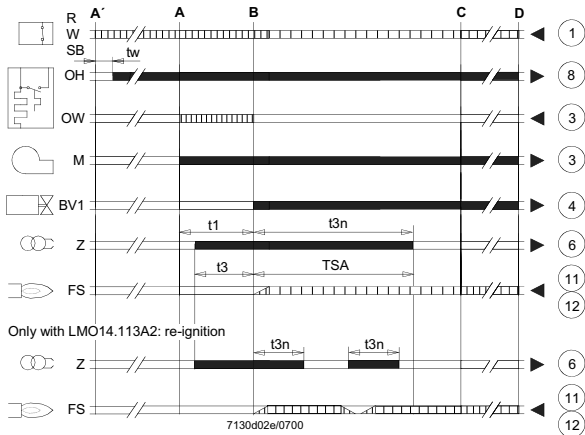 A´ A B C D
R
W 1
SB tw
OH 8
OW 3
M 3
BV1 4
t1 t3n
Z 6
t3 TSA
FS 11
12
Only with LMO14.113A2: re-ignition
t3n t3n
Z 6
FS 11
12
7130d02e/0700